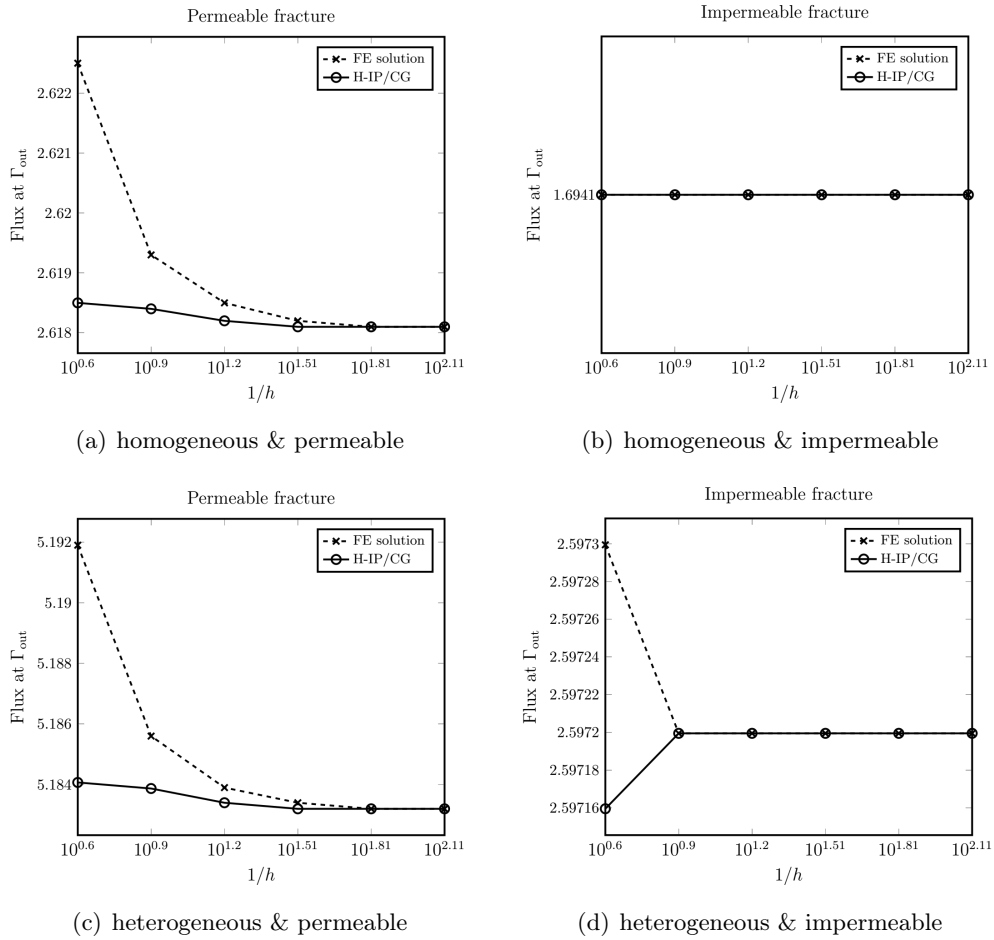 Permeable fracture
FE solution
H-IP/CG
2.622
2.621
2.62
2.619
2.618
Flux at Γout
10^0.6 10^0.9 10^1.2 10^1.51 10^1.81 10^2.11
1/h
(a) homogeneous & permeable
Impermeable fracture
FE solution
H-IP/CG
1.6941
Flux at Γout
10^0.6 10^0.9 10^1.2 10^1.51 10^1.81 10^2.11
1/h
(b) homogeneous & impermeable
Permeable fracture
FE solution
H-IP/CG
5.192
5.19
5.188
5.186
5.184
Flux at Γout
10^0.6 10^0.9 10^1.2 10^1.51 10^1.81 10^2.11
1/h
(c) heterogeneous & permeable
Impermeable fracture
FE solution
H-IP/CG
2.5973
2.59728
2.59726
2.59724
2.59722
2.5972
2.59718
2.59716
Flux at Γout
10^0.6 10^0.9 10^1.2 10^1.51 10^1.81 10^2.11
1/h
(d) heterogeneous & impermeable